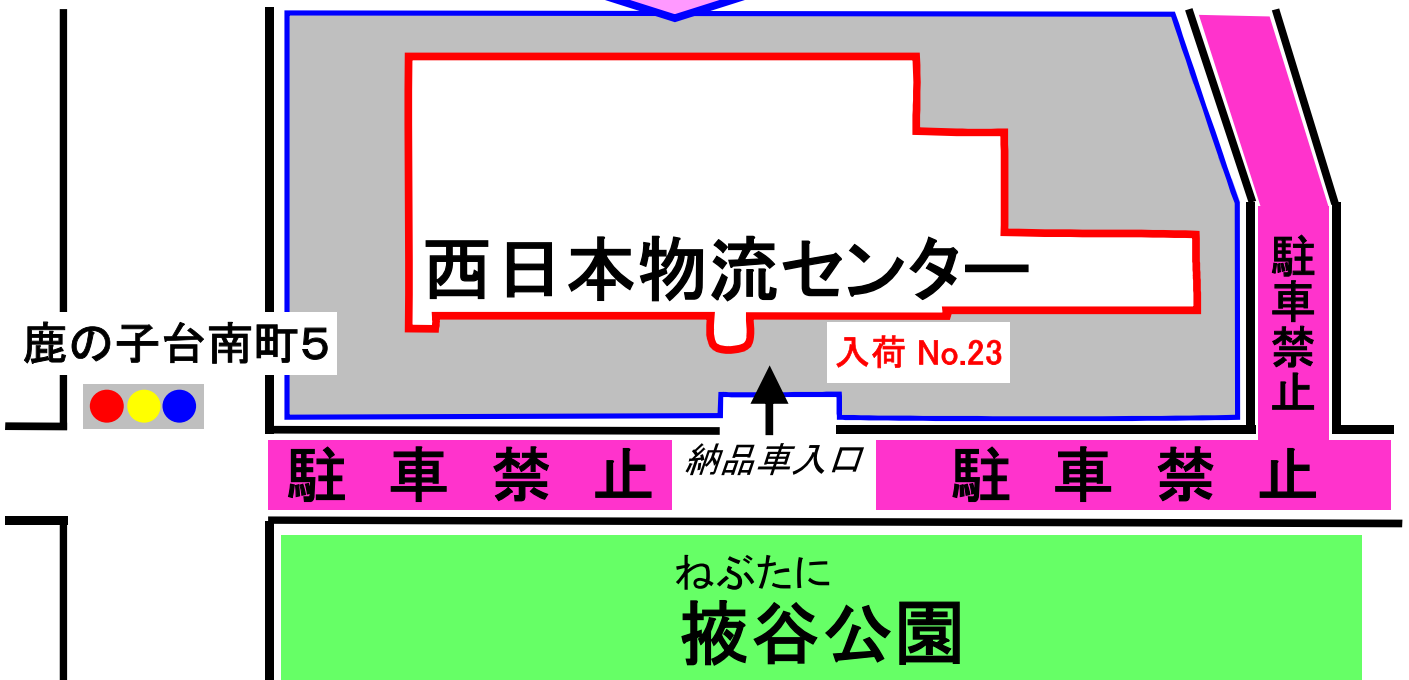 西日本物流センター
駐車禁止
鹿の子台南町5
入荷 No.23
納品車入口
駐車禁止
駐車禁止
ねぶたに
掖谷公園